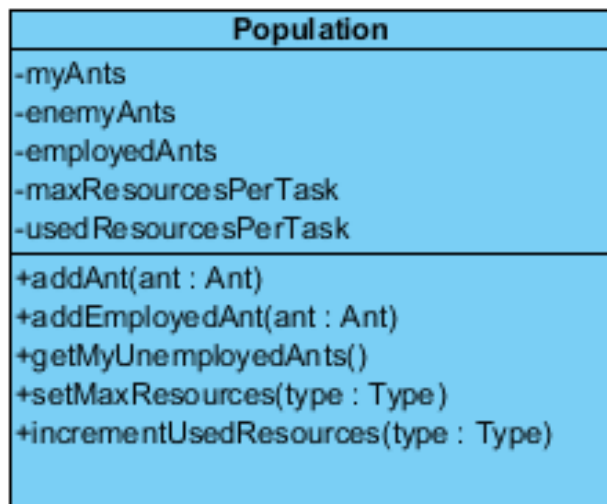 Population
-myAnts
-enemyAnts
-employedAnts
-maxResourcesPerTask
-usedResourcesPerTask
+addAnt(ant : Ant)
+addEmployedAnt(ant : Ant)
+getMyUnemployedAnts()
+setMaxResources(type : Type)
+incrementUsedResources(type : Type)